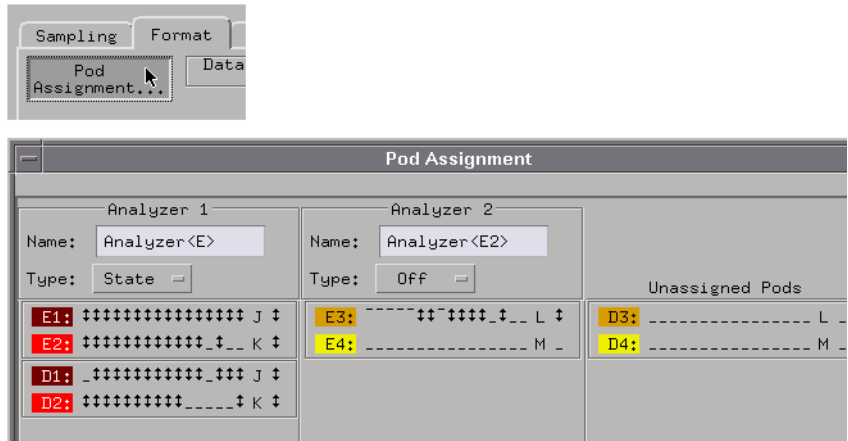 Sampling Format
Pod Assignment... Data
Pod Assignment
Analyzer 1
Name: Analyzer<E>
Type: State
E1: J
E2: K
D1: J
D2: K
Analyzer 2
Name: Analyzer<E2>
Type: Off
E3: L
E4: M
Unassigned Pods
D3: L
D4: M